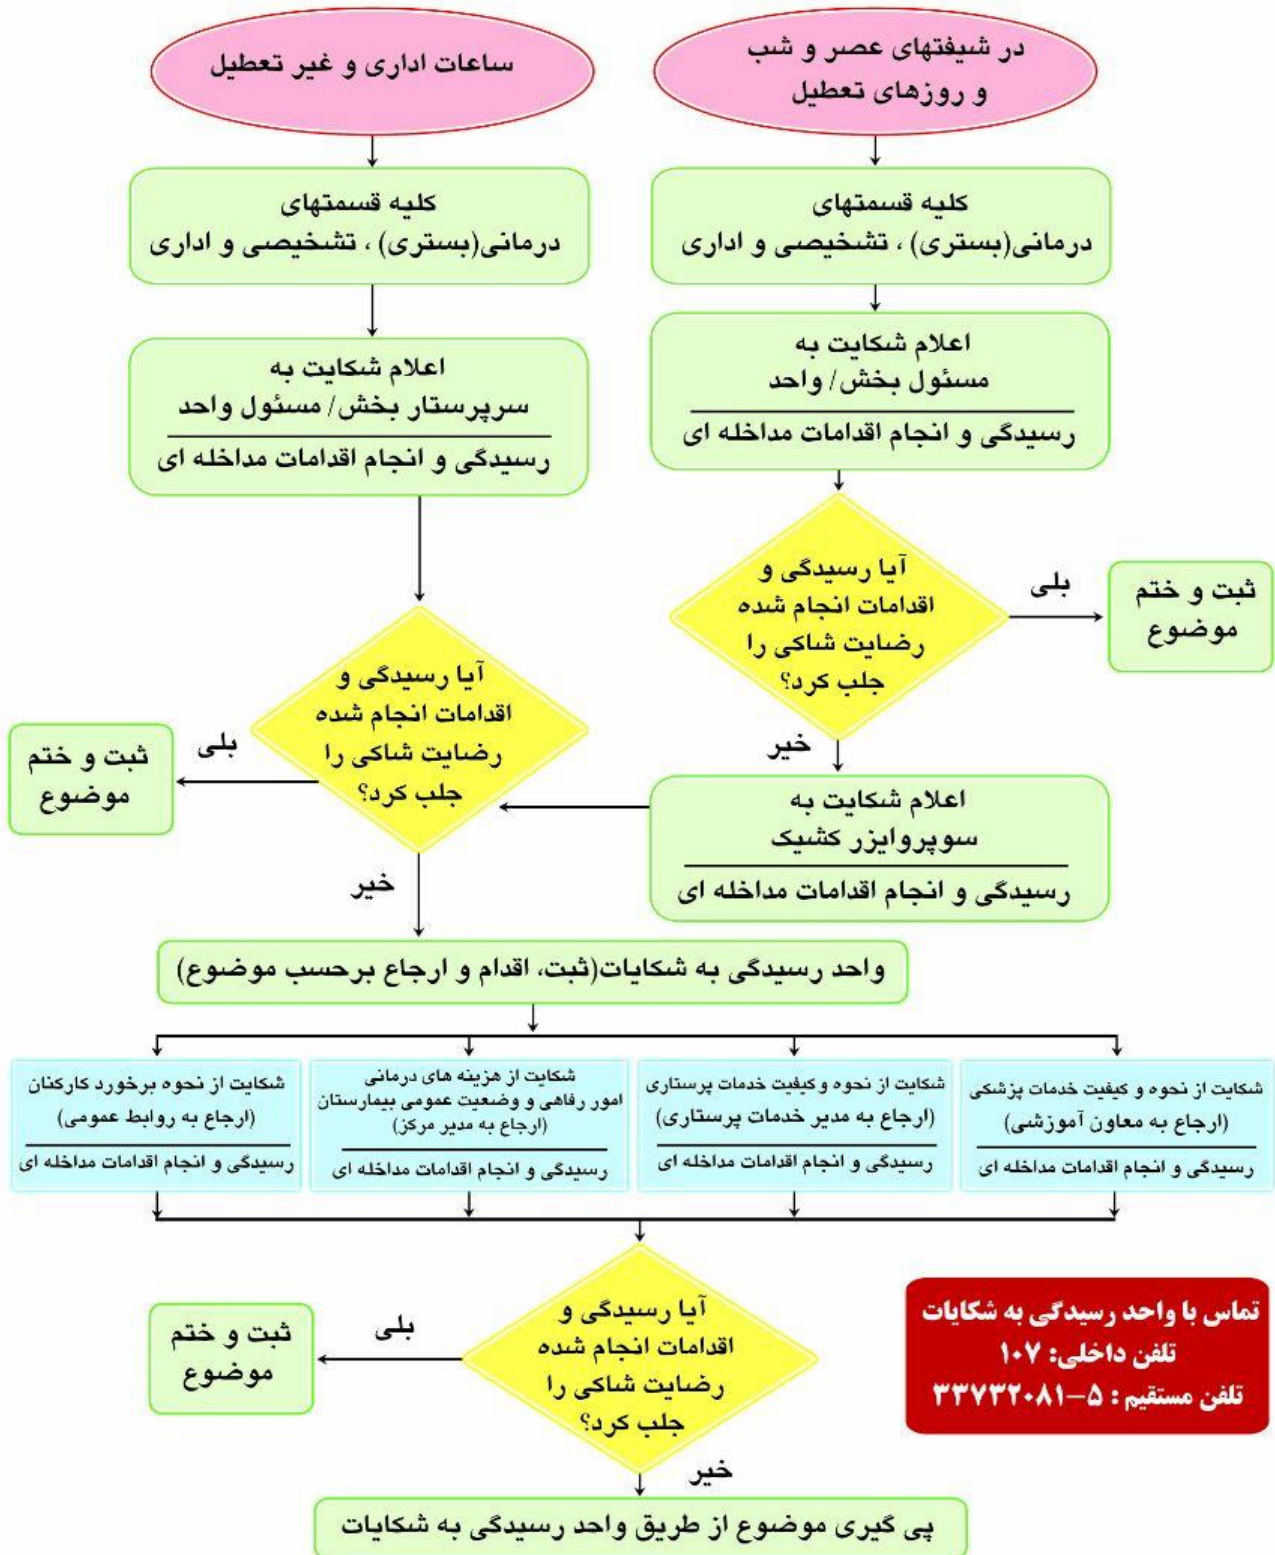 در شیفتهای عصر و شب
و روزهای تعطیل
ساعات اداری و غیر تعطیل
کلیه قسمتهای
درمانی(بستری) ، تشخیصی و اداری
کلیه قسمتهای
درمانی(بستری) ، تشخیصی و اداری
اعلام شکایت به
مسئول بخش/ واحد
رسیدگی و انجام اقدامات مداخله ای
اعلام شکایت به
سرپرستار بخش/ مسئول واحد
رسیدگی و انجام اقدامات مداخله ای
آیا رسیدگی و
اقدامات انجام شده
رضایت شاکی را
جلب کرد؟
بلی
ثبت و ختم
موضوع
خیر
اعلام شکایت به
سوپروایزر کشیک
رسیدگی و انجام اقدامات مداخله ای
آیا رسیدگی و
اقدامات انجام شده
رضایت شاکی را
جلب کرد؟
بلی
ثبت و ختم
موضوع
خیر
واحد رسیدگی به شکایات(ثبت، اقدام و ارجاع برحسب موضوع)
شکایت از نحوه و کیفیت خدمات پزشکی
(ارجاع به معاون آموزشی)
رسیدگی و انجام اقدامات مداخله ای
شکایت از نحوه و کیفیت خدمات پرستاری
(ارجاع به مدیر خدمات پرستاری)
رسیدگی و انجام اقدامات مداخله ای
شکایت از هزینه های درمانی
امور رفاهی و وضعیت عمومی بیمارستان
(ارجاع به مدیر مرکز)
رسیدگی و انجام اقدامات مداخله ای
شکایت از نحوه برخورد کارکنان
(ارجاع به روابط عمومی)
رسیدگی و انجام اقدامات مداخله ای
آیا رسیدگی و
اقدامات انجام شده
رضایت شاکی را
جلب کرد؟
بلی
ثبت و ختم
موضوع
خیر
پی گیری موضوع از طریق واحد رسیدگی به شکایات
تماس با واحد رسیدگی به شکایات
تلفن داخلی: ۱۰۷
تلفن مستقیم : ۵-۳۳۷۳۲۰۸۱